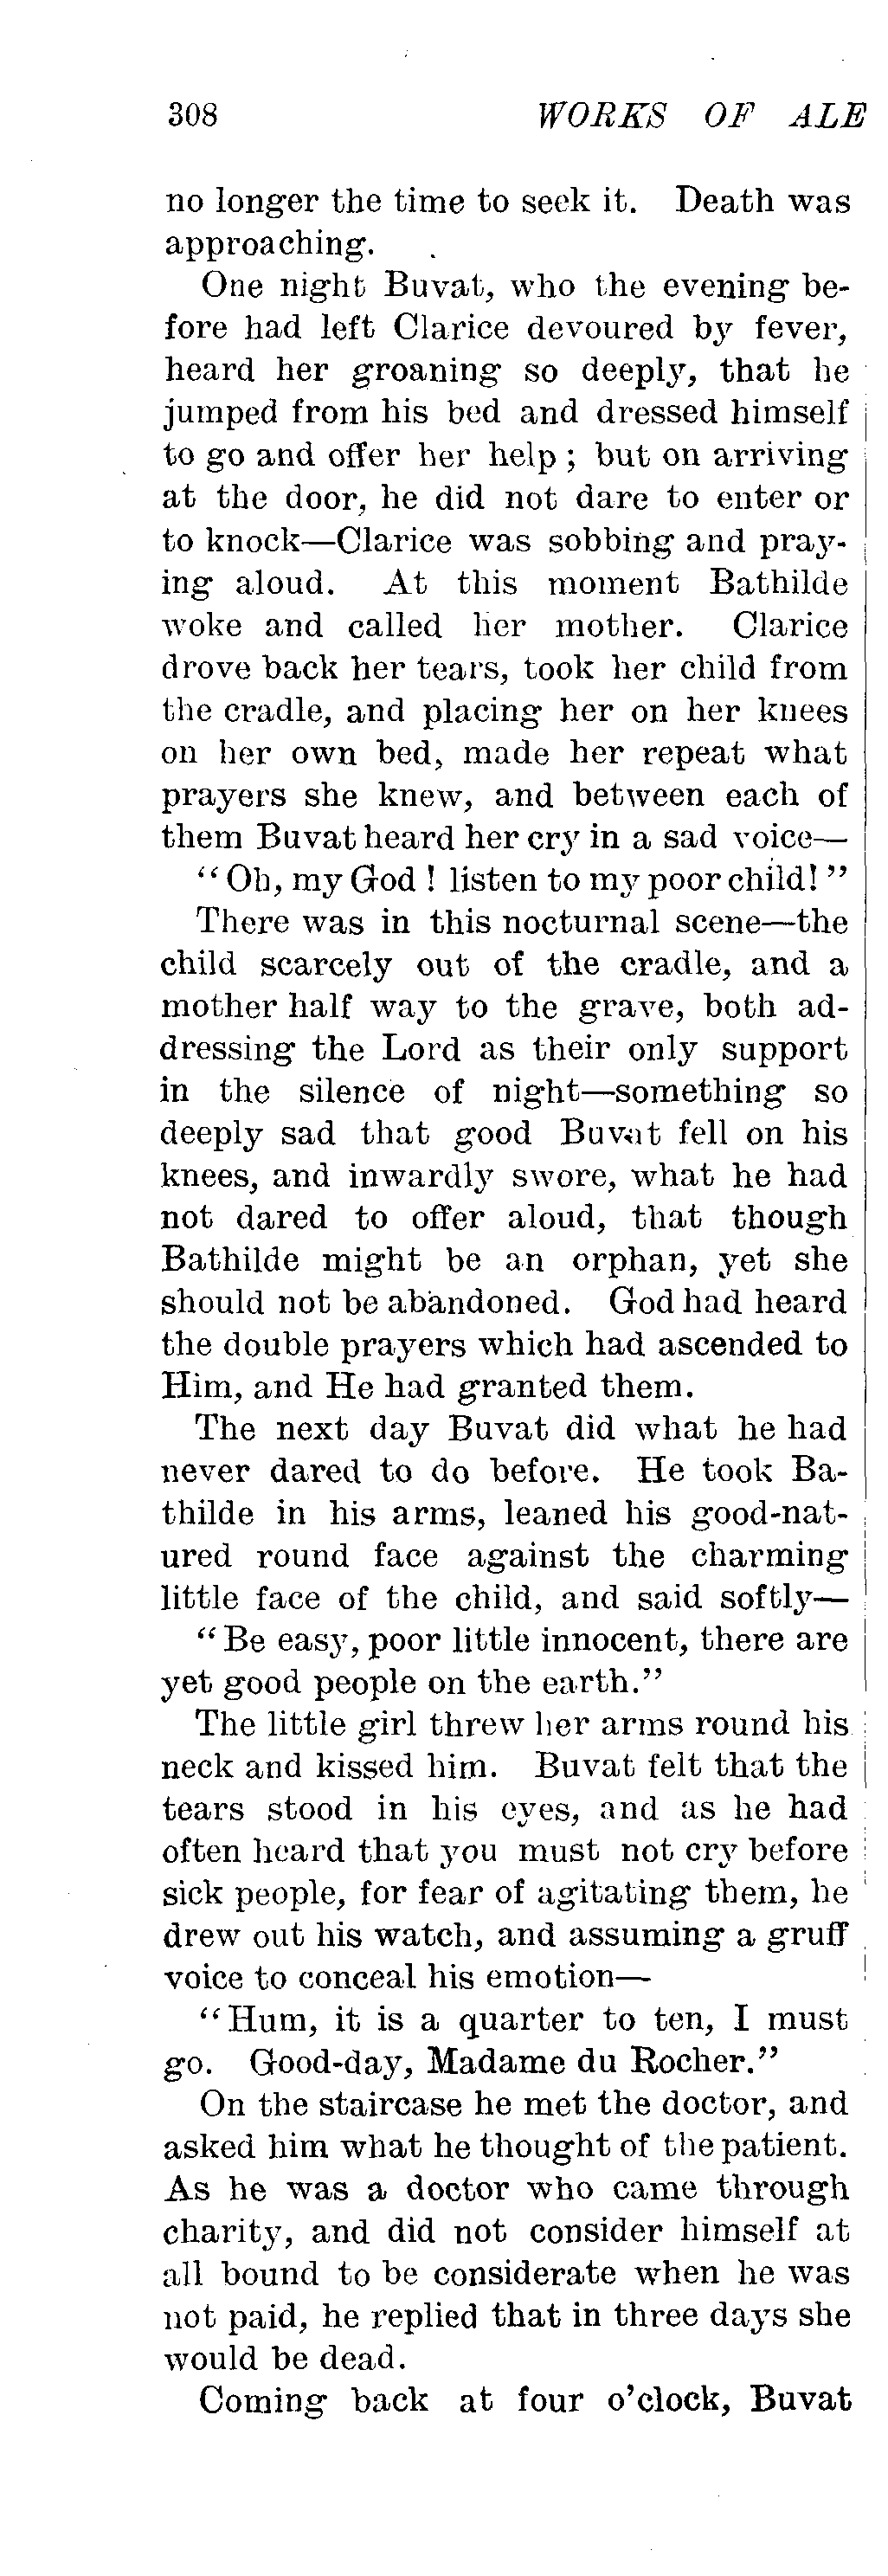 308 WORKS OF ALE
no longer the time to seek it. Death was
approaching.
One night Buvat, who the evening be-
fore had left Clarice devoured by fever,
heard her groaning so deeply, that he
jumped from his bed and dressed himself
to go and offer her help ; but on arriving
at the door, he did not dare to enter or
to knock—Clarice was sobbing and pray-
ing aloud. At this moment Bathilde
woke and called her mother. Clarice
drove back her tears, took her child from
the cradle, and placing her on her knees
on her own bed, made her repeat what
prayers she knew, and between each of
them Buvat heard her cry in a sad voice—
“Oh, my God ! listen to my poor child!”
There was in this nocturnal scene—the
child scarcely out of the cradle, and a
mother half way to the grave, both ad-
dressing the Lord as their only support
in the silence of night—something so
deeply sad that good Buvat fell on his
knees, and inwardly swore, what he had
not dared to offer aloud, that though
Bathilde might be an orphan, yet she
should not be abandoned. God had heard
the double prayers which had ascended to
Him, and He had granted them.
The next day Buvat did what he had
never dared to do before. He took Ba-
thilde in his arms, leaned his good-nat-
ured round face against the charming
little face of the child, and said softly—
“Be easy, poor little innocent, there are
yet good people on the earth.”
The little girl threw her arms round his
neck and kissed him. Buvat felt that the
tears stood in his eyes, and as he had
often heard that you must not cry before
sick people, for fear of agitating them, he
drew out his watch, and assuming a gruff
voice to conceal his emotion—
“Hum, it is a quarter to ten, I must
go. Good-day, Madame du Rocher.”
On the staircase he met the doctor, and
asked him what he thought of the patient.
As he was a doctor who came through
charity, and did not consider himself at
all bound to be considerate when he was
not paid, he replied that in three days she
would be dead.
Coming back at four o’clock, Buvat